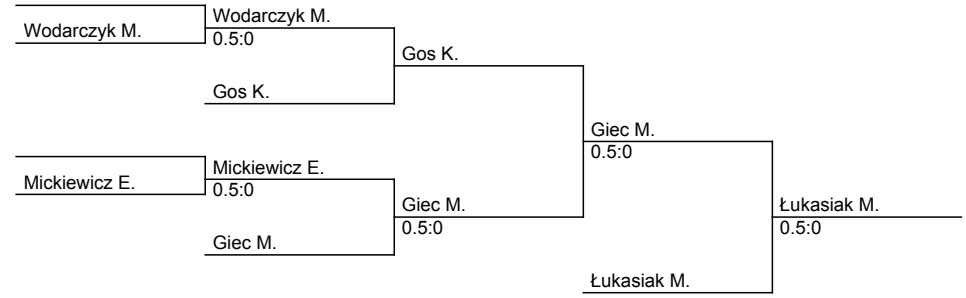 Wodarczyk M.
Wodarczyk M.
0.5:0
Gos K.
Gos K.
Giec M.
0.5:0
Mickiewicz E.
Mickiewicz E.
0.5:0
Giec M.
0.5:0
Łukasiak M.
0.5:0
Giec M.
Łukasiak M.